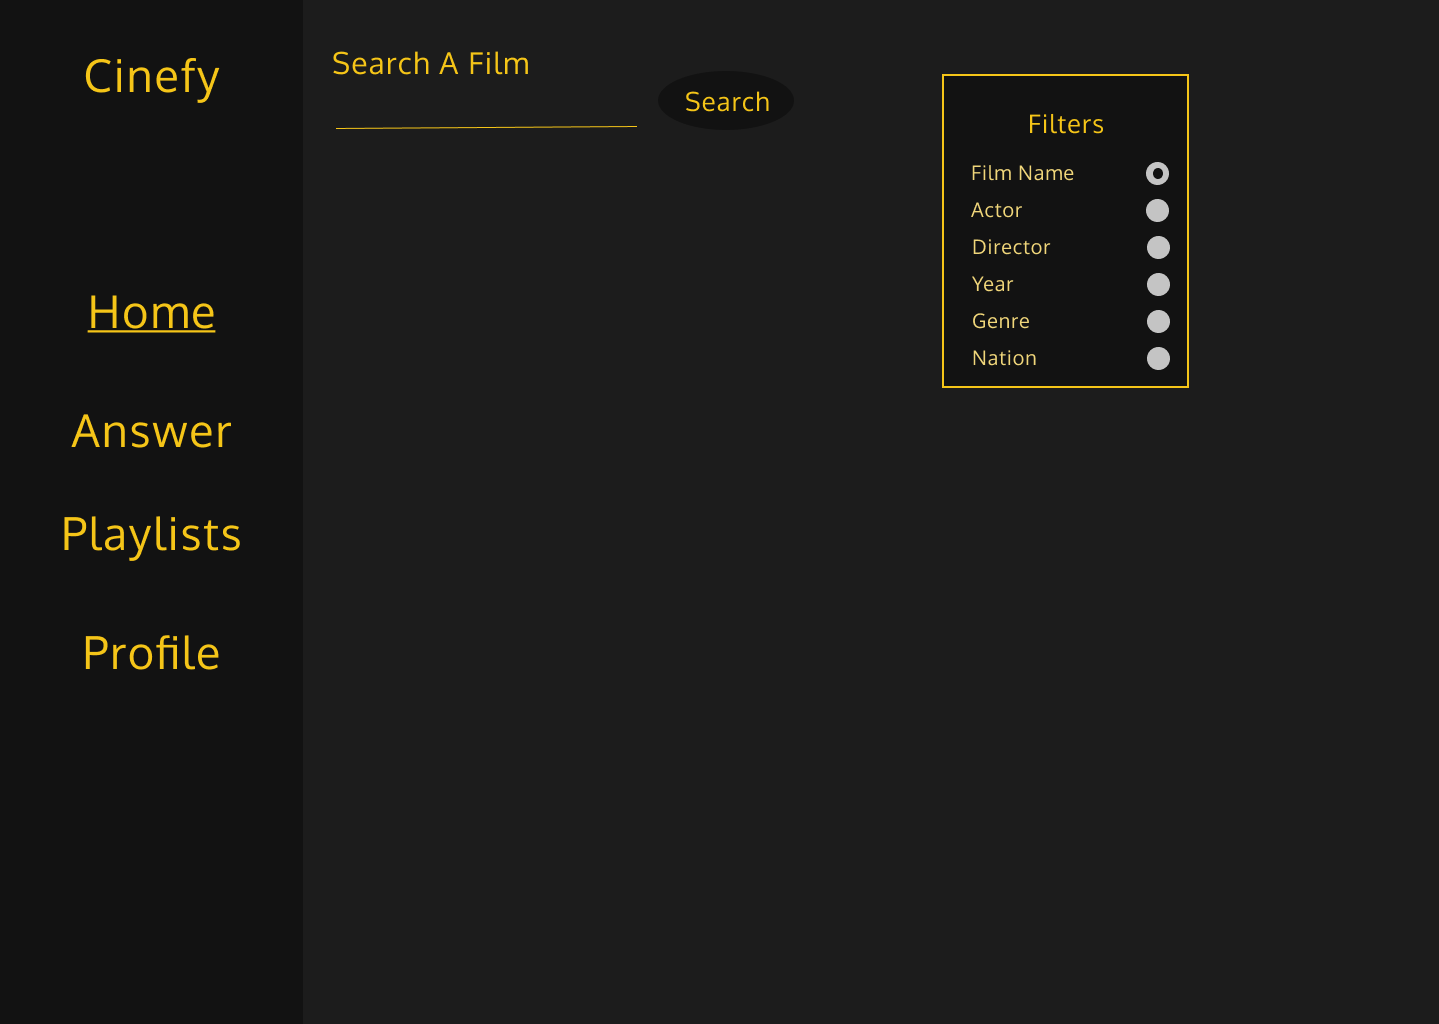 Cinefy
Home
Answer
Playlists
Profile
Search A Film
Search
Filters
Film Name
Actor
Director
Year
Genre
Nation